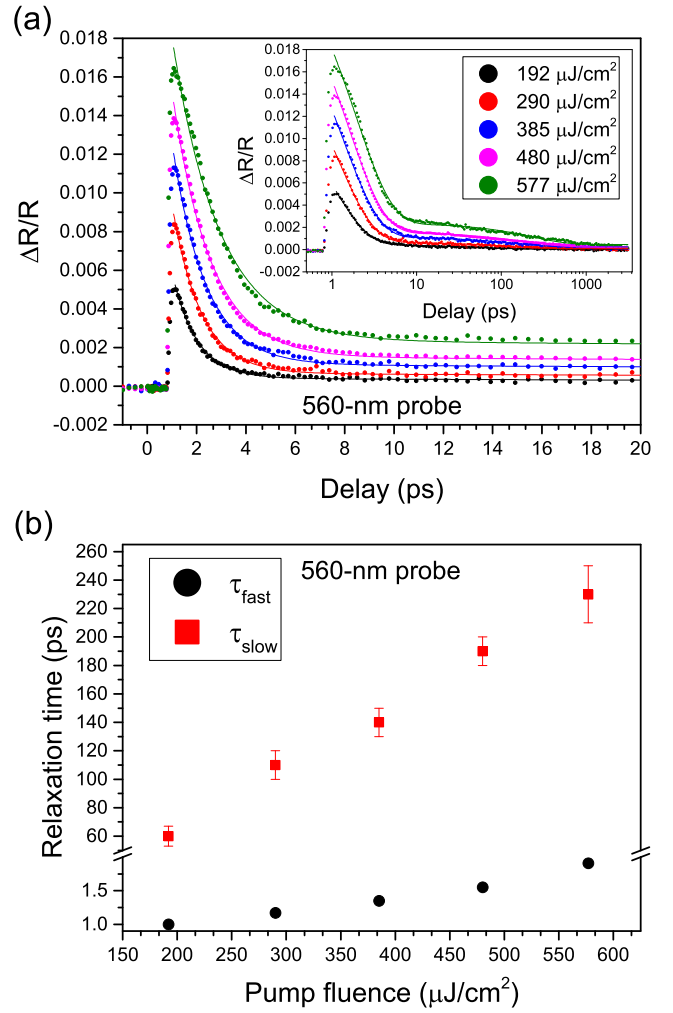 (a)
0.018
0.016
0.014
0.012
0.010
0.008
0.006
0.004
0.002
0.000
-0.002
ΔR/R
0 2 4 6 8 10 12 14 16 18 20
Delay (ps)
560-nm probe
0.018
0.016
0.014
0.012
0.010
0.008
0.006
0.004
0.002
0.000
-0.002
ΔR/R
1 10 100 1000
Delay (ps)
192 μJ/cm²
290 μJ/cm²
385 μJ/cm²
480 μJ/cm²
577 μJ/cm²
(b)
260
240
220
200
180
160
140
120
100
80
60
1.5
1.0
Relaxation time (ps)
τfast
τslow
560-nm probe
150 200 250 300 350 400 450 500 550 600
Pump fluence (μJ/cm²)